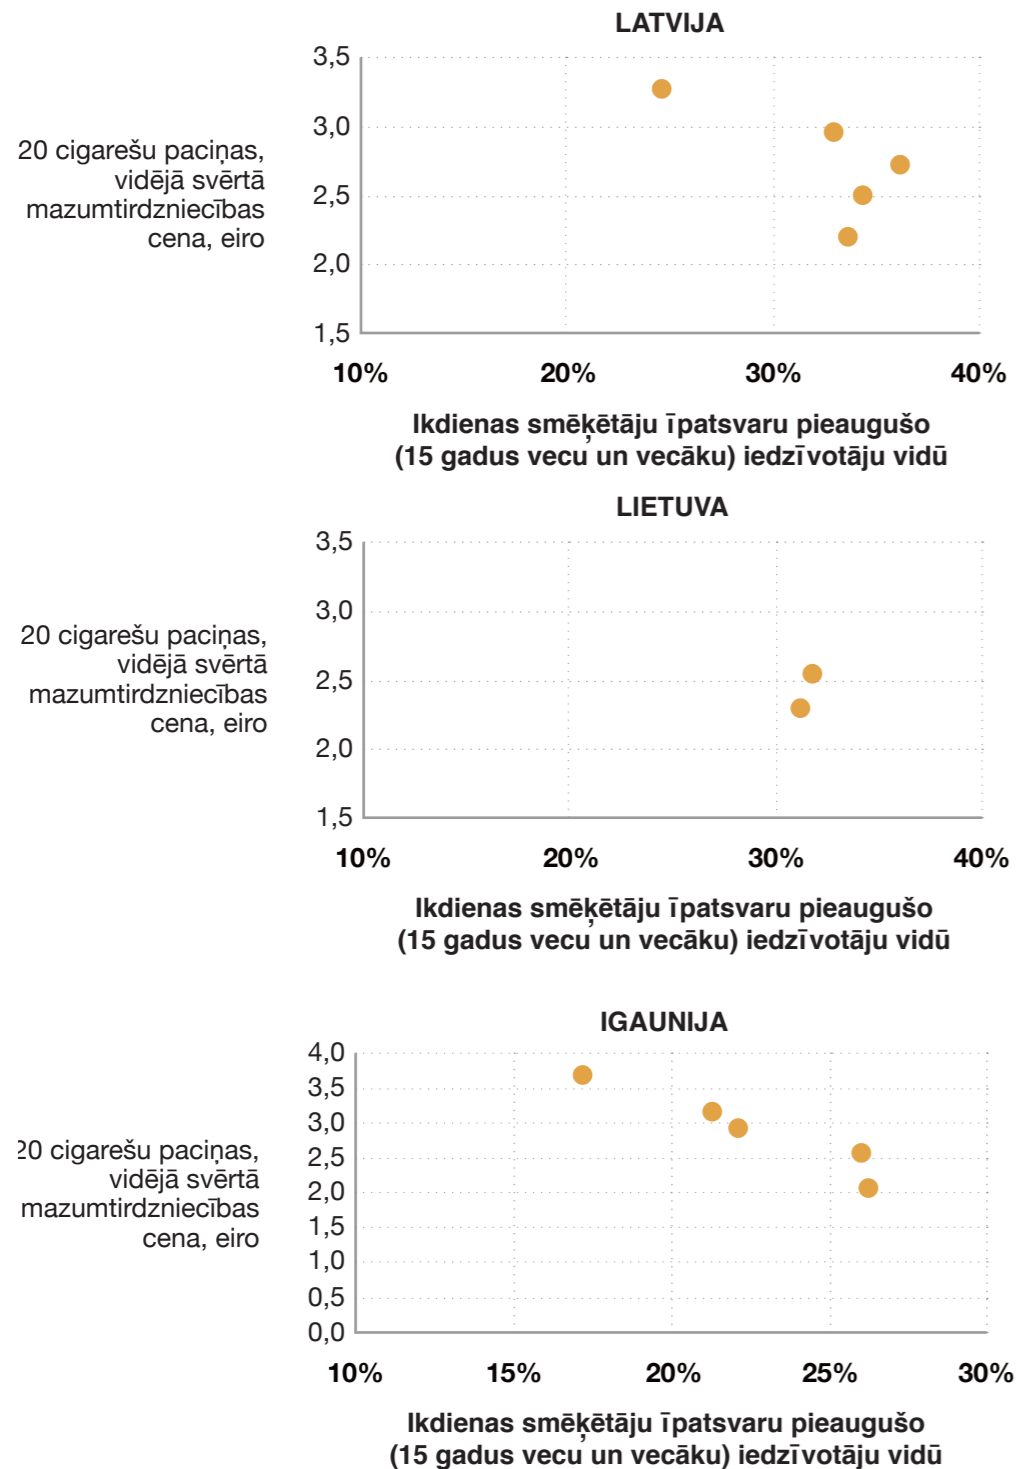 LATVIJA
3,5
3,0
2,5
2,0
1,5
20 cigarešu paciņas,
vidējā svērtā
mazumtirdzniecības
cena, eiro
10% 20% 30% 40%
Ikdienas smēķētāju īpatsvaru pieaugušo
(15 gadus vecu un vecāku) iedzīvotāju vidū
LIETUVA
3,5
3,0
2,5
2,0
1,5
20 cigarešu paciņas,
vidējā svērtā
mazumtirdzniecības
cena, eiro
10% 20% 30% 40%
Ikdienas smēķētāju īpatsvaru pieaugušo
(15 gadus vecu un vecāku) iedzīvotāju vidū
IGAUNIJA
4,0
3,5
3,0
2,5
2,0
1,5
1,0
0,5
0,0
20 cigarešu paciņas,
vidējā svērtā
mazumtirdzniecības
cena, eiro
10% 15% 20% 25% 30%
Ikdienas smēķētāju īpatsvaru pieaugušo
(15 gadus vecu un vecāku) iedzīvotāju vidū